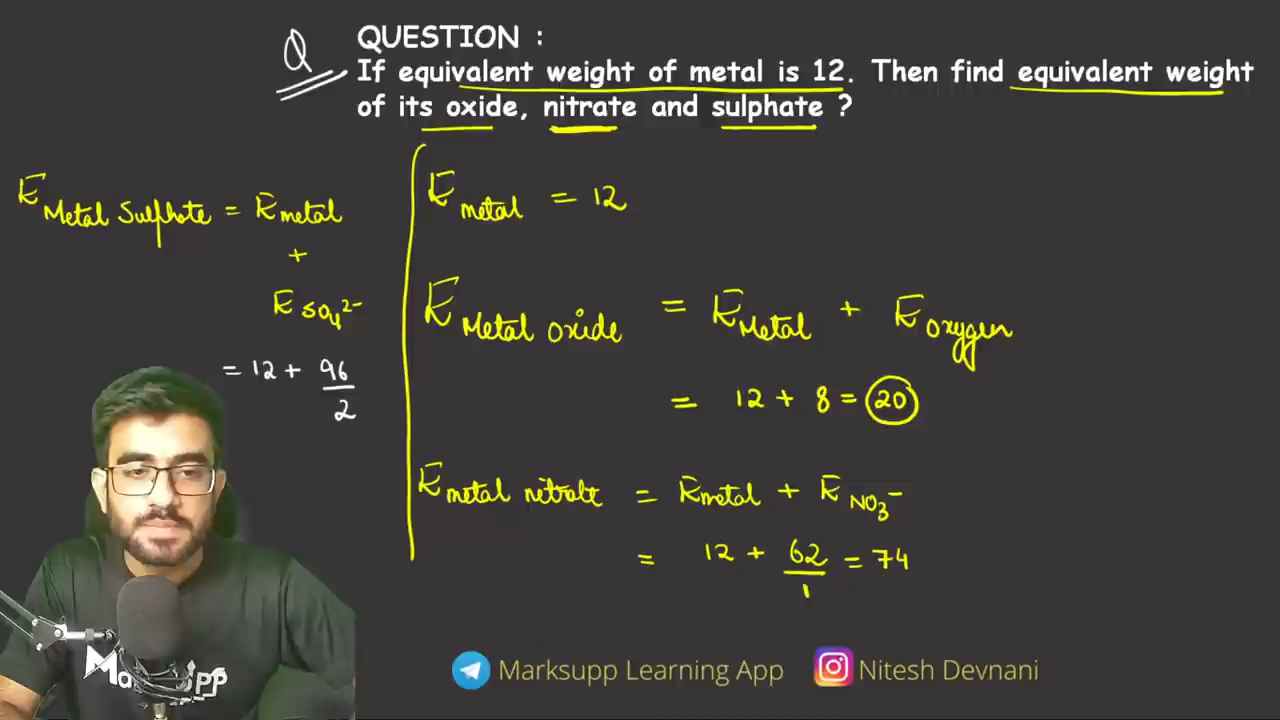 Q
QUESTION :
If equivalent weight of metal is 12. Then find equivalent weight
of its oxide, nitrate and sulphate ?
E Metal Sulphate = E metal
+
E SO₄²⁻
= 12 + 96/2
E metal = 12
E Metal oxide = E Metal + E Oxygen
= 12 + 8 = 20
E metal nitrate = E metal + E NO₃⁻
= 12 + 62/1 = 74
Marksupp Learning App
Nitesh Devnani